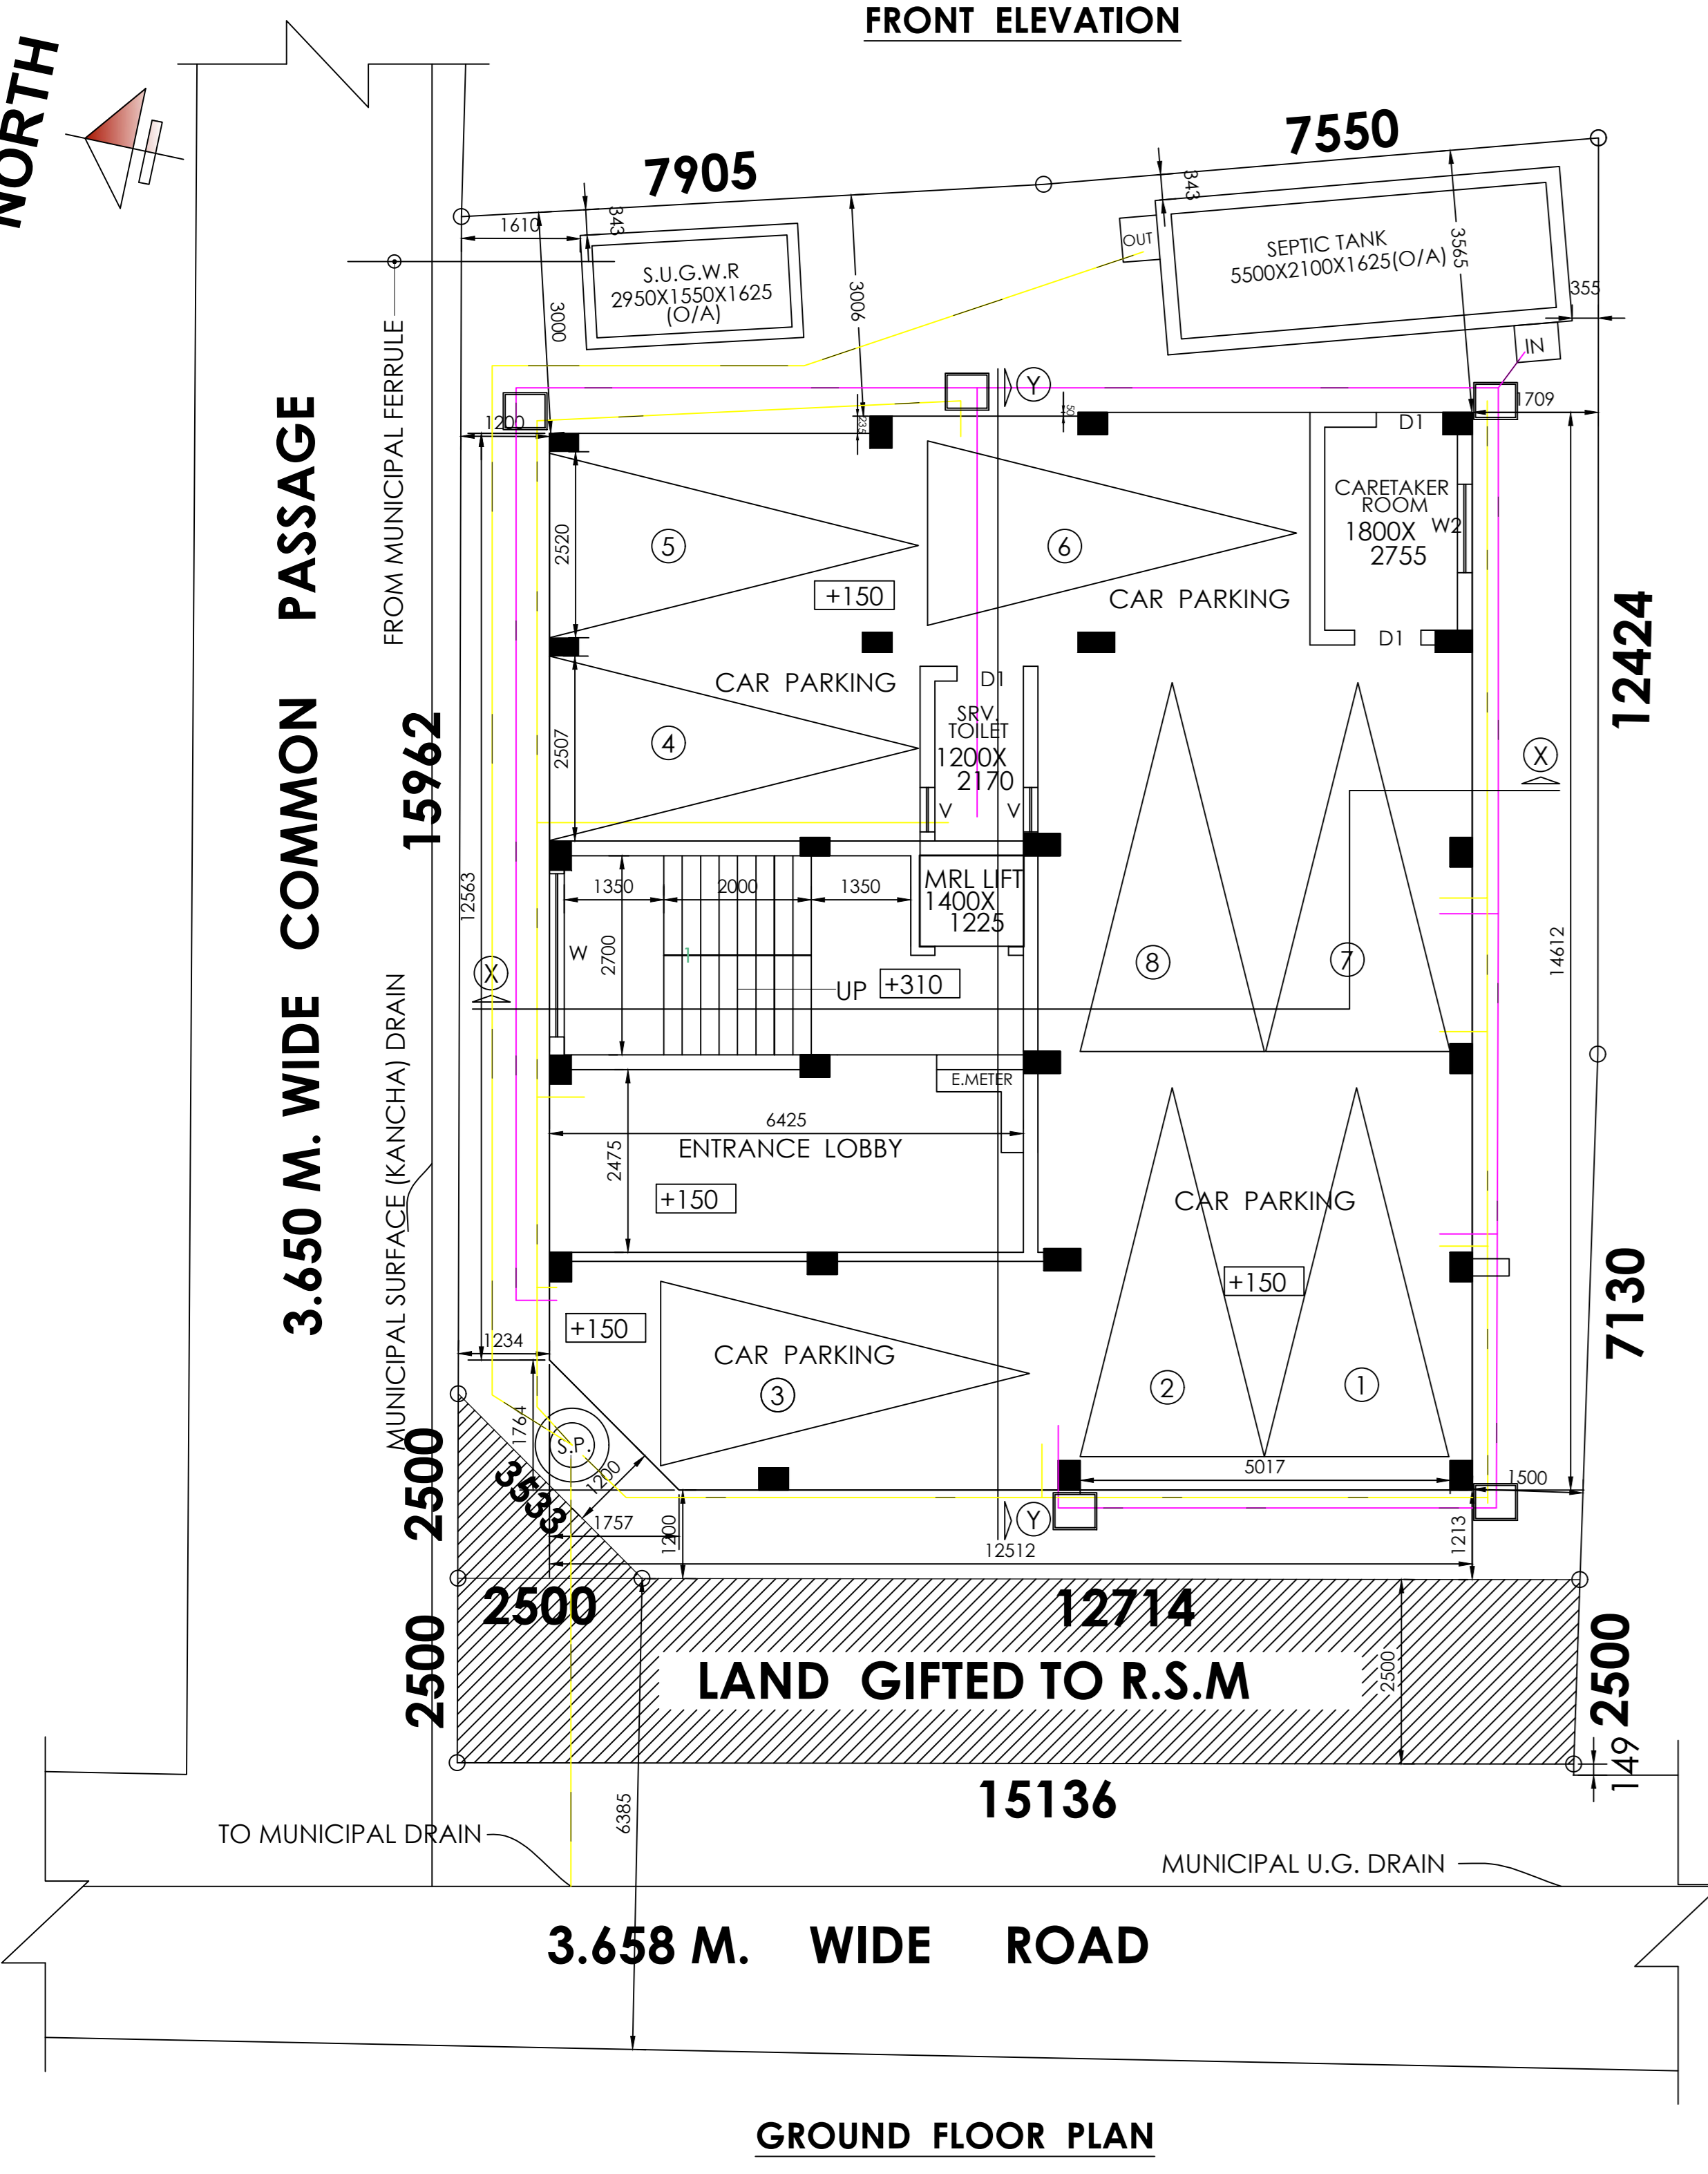 FRONT ELEVATION
NORTH
7905
7550
1610
343
343
S.U.G.W.R
2950X1550X1625
(O/A)
OUT
SEPTIC TANK
5500X2100X1625(O/A)
3565
355
IN
3000
3006
FROM MUNICIPAL FERRULE
1200
235
Y
50
1709
D1
CARETAKER
ROOM
1800X
2755
W2
D1
2520
5
6
+150
CAR PARKING
12424
3.650 M. WIDE COMMON PASSAGE
15962
CAR PARKING
D1
SRV.
TOILET
1200X
2170
V
V
2507
4
X
12563
1350
2000
1350
MRL LIFT
1400X
1225
W
2700
1
UP
+310
8
7
14612
X
MUNICIPAL SURFACE (KANCHA) DRAIN
E.METER
6425
ENTRANCE LOBBY
2475
+150
CAR PARKING
+150
7130
+150
1234
CAR PARKING
3
2
1
1764
S.P.
1200
3533
2500
5017
1500
1757
1200
Y
12512
1213
2500
12714
2500
LAND GIFTED TO R.S.M
2500
2500
149
15136
6385
TO MUNICIPAL DRAIN
MUNICIPAL U.G. DRAIN
3.658 M. WIDE ROAD
GROUND FLOOR PLAN